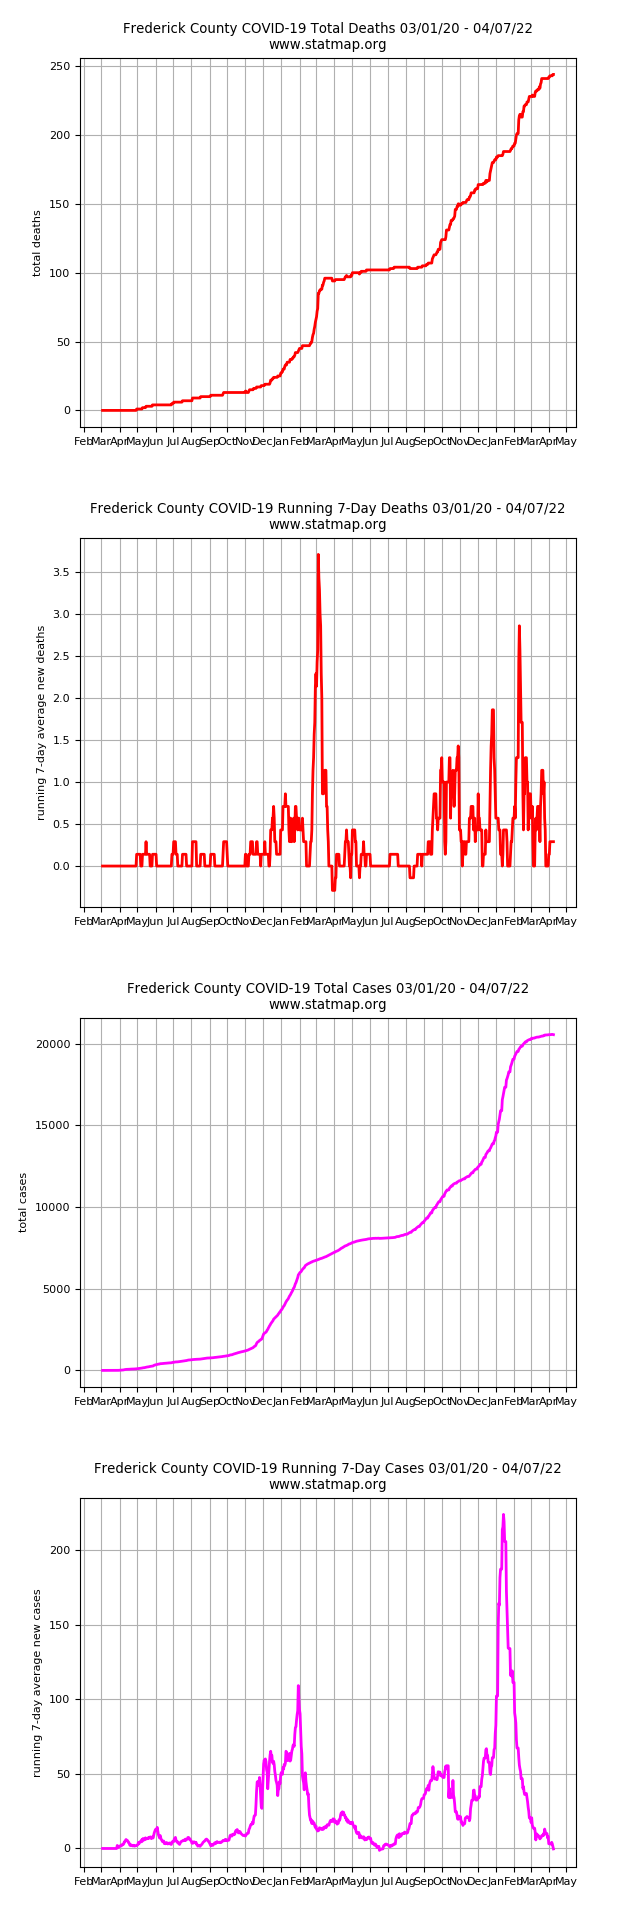 Frederick County COVID-19 Total Deaths 03/01/20 - 04/07/22
www.statmap.org
250
200
150
100
50
0
total deaths
Feb Mar Apr May Jun Jul Aug Sep Oct Nov Dec Jan Feb Mar Apr May Jun Jul Aug Sep Oct Nov Dec Jan Feb Mar Apr May
Frederick County COVID-19 Running 7-Day Deaths 03/01/20 - 04/07/22
www.statmap.org
3.5
3.0
2.5
2.0
1.5
1.0
0.5
0.0
running 7-day average new deaths
Feb Mar Apr May Jun Jul Aug Sep Oct Nov Dec Jan Feb Mar Apr May Jun Jul Aug Sep Oct Nov Dec Jan Feb Mar Apr May
Frederick County COVID-19 Total Cases 03/01/20 - 04/07/22
www.statmap.org
20000
15000
10000
5000
0
total cases
Feb Mar Apr May Jun Jul Aug Sep Oct Nov Dec Jan Feb Mar Apr May Jun Jul Aug Sep Oct Nov Dec Jan Feb Mar Apr May
Frederick County COVID-19 Running 7-Day Cases 03/01/20 - 04/07/22
www.statmap.org
200
150
100
50
0
running 7-day average new cases
Feb Mar Apr May Jun Jul Aug Sep Oct Nov Dec Jan Feb Mar Apr May Jun Jul Aug Sep Oct Nov Dec Jan Feb Mar Apr May